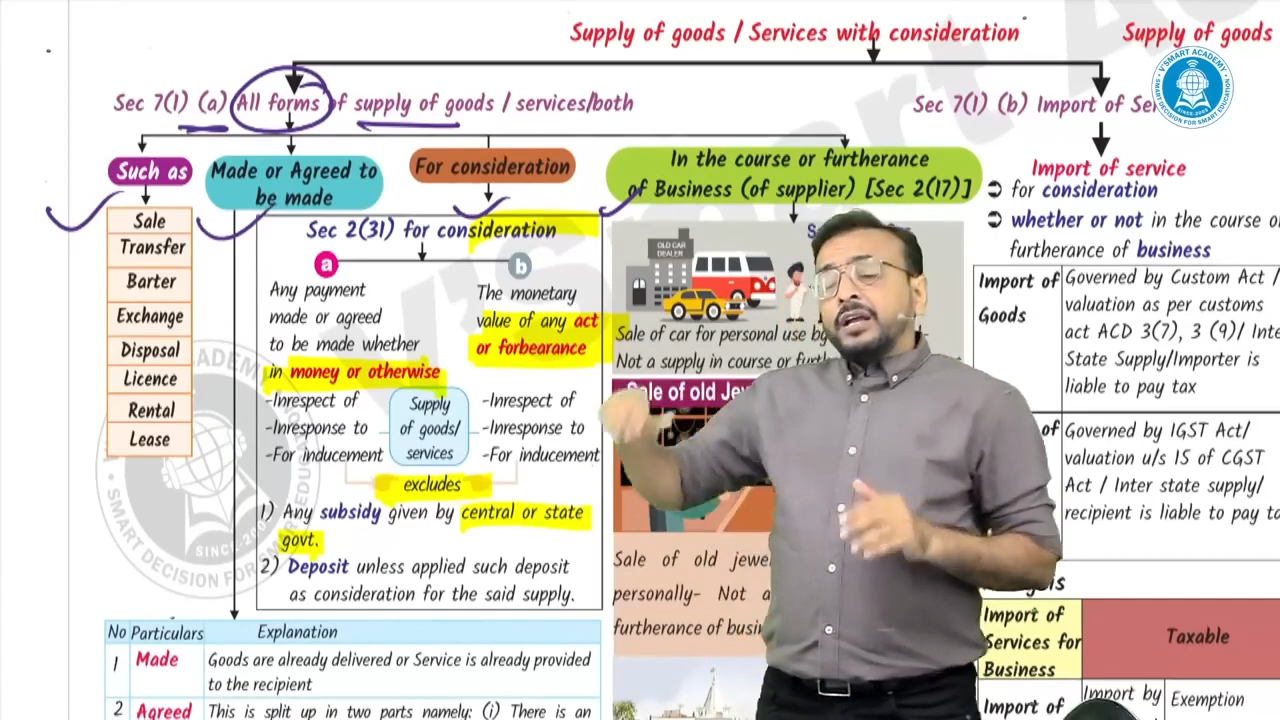 Supply of goods / Services with consideration
Supply of goods
Sec 7(1) (a) All forms of supply of goods / services/both
Sec 7(1) (b) Import of
V'SMART ACADEMY
SINCE-2005
SMART DECISION FOR SMART EDUCATION
Such as
Sale
Transfer
Barter
Exchange
Disposal
Licence
Rental
Lease
Made or Agreed to
be made
For consideration
In the course or furtherance
of Business (of supplier) [Sec 2(17)]
Sec 2(31) for consideration
a
Any payment
made or agreed
to be made whether
in money or otherwise
-Inrespect of
-Inresponse to
-For inducement
b
The monetary
value of any act
or forbearance
-Inrespect of
-Inresponse to
-For inducement
Supply
of goods/
services
excludes
1) Any subsidy given by central or state
govt.
2) Deposit unless applied such deposit
as consideration for the said supply.
No Particulars Explanation
1 Made Goods are already delivered or Service is already provided
to the recipient
2 Agreed This is split up in two parts namely: (i) There is an
OLD CAR
DEALER
Sale of car for personal use by
Not a supply in course or
Sale of old
Sale of old
personally- Not a
furtherance of
Import of service
⊃ for consideration
⊃ whether or not in the course
furtherance of business
Import of
Goods
Governed by Custom Act /
valuation as per customs
act ACD 3(7), 3 (9)/
State Supply/Importer is
liable to pay tax
of
Governed by IGST Act/
valuation u/s 15 of CGST
Act / Inter state supply/
recipient is liable to pay
Import of
Services for
Business
Taxable
Import of
Import by
Exemption